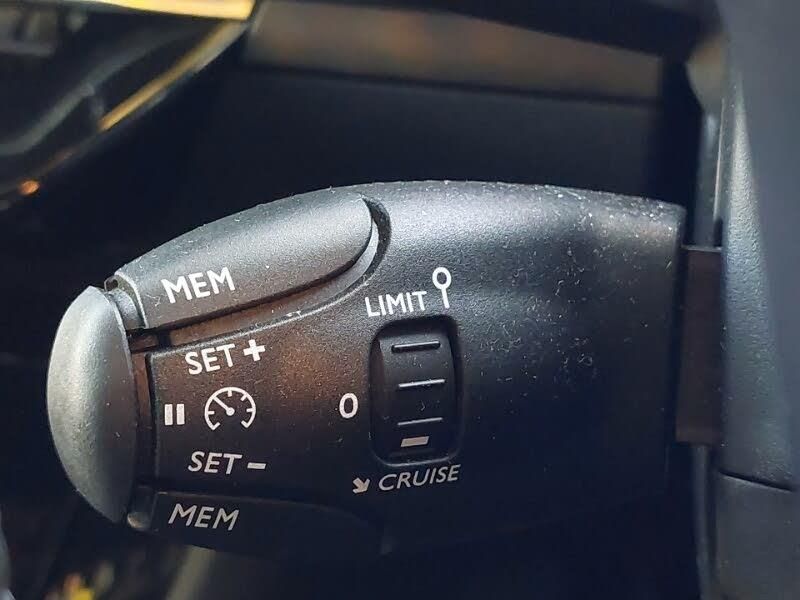 MEM
LIMIT
SET +
0
SET -
CRUISE
MEM